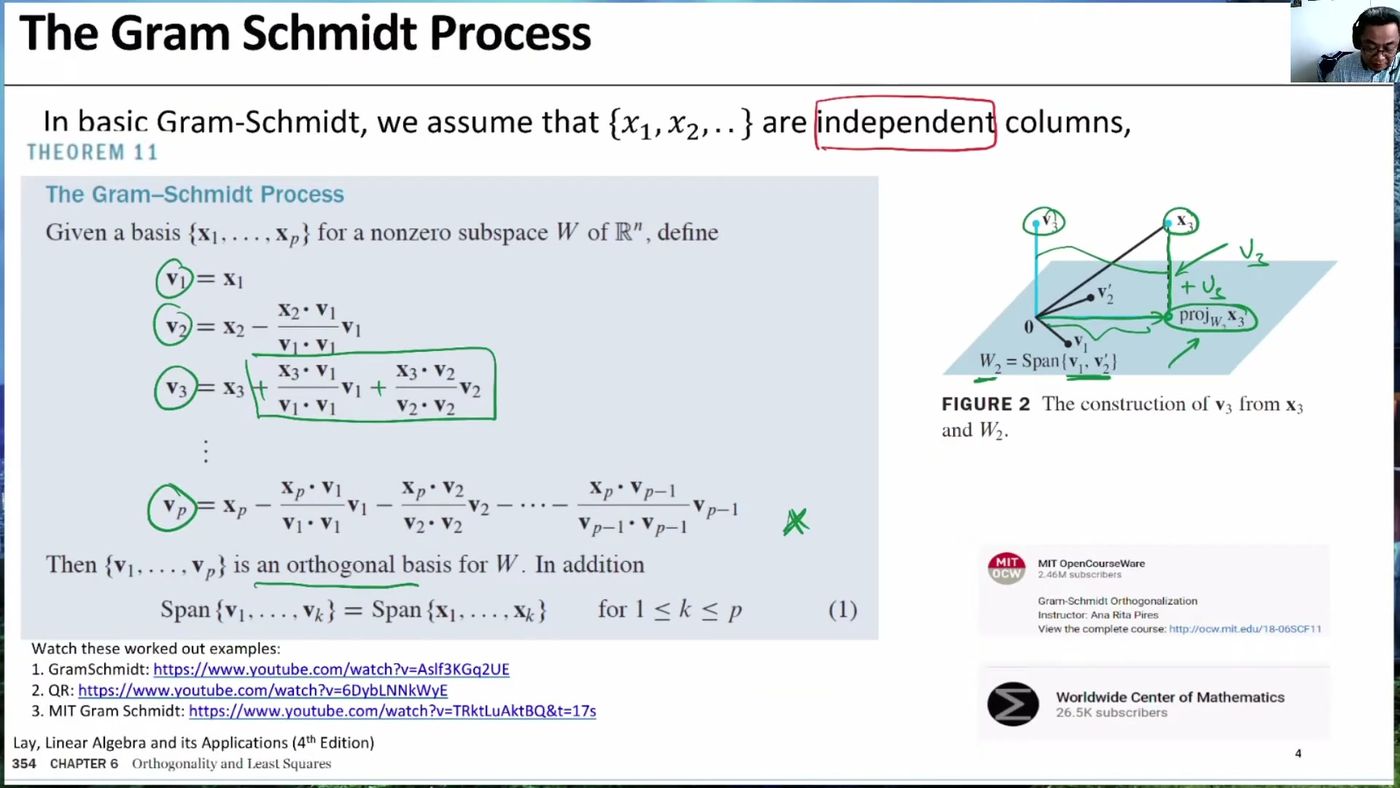 The Gram Schmidt Process
In basic Gram-Schmidt, we assume that {x₁, x₂, ..} are independent columns,
THEOREM 11
The Gram–Schmidt Process
Given a basis {x₁, . . . , xₚ} for a nonzero subspace W of ℝⁿ, define
v₁ = x₁
v₂ = x₂ − (x₂ · v₁)/(v₁ · v₁) v₁
v₃ = x₃ + (x₃ · v₁)/(v₁ · v₁) v₁ + (x₃ · v₂)/(v₂ · v₂) v₂
⋮
vₚ = xₚ − (xₚ · v₁)/(v₁ · v₁) v₁ − (xₚ · v₂)/(v₂ · v₂) v₂ − ··· − (xₚ · vₚ₋₁)/(vₚ₋₁ · vₚ₋₁) vₚ₋₁
Then {v₁, . . . , vₚ} is an orthogonal basis for W. In addition
Span {v₁, . . . , vₖ} = Span {x₁, . . . , xₖ} for 1 ≤ k ≤ p (1)
v₃
x₃
v₃
+ v₃
v′₂
0
proj_W₂ x₃
v₁
W₂ = Span{v₁, v′₂}
FIGURE 2 The construction of v₃ from x₃
and W₂.
MIT
OCW
MIT OpenCourseWare
2.46M subscribers
Gram-Schmidt Orthogonalization
Instructor: Ana Rita Pires
View the complete course: http://ocw.mit.edu/18-06SCF11
Worldwide Center of Mathematics
26.5K subscribers
Watch these worked out examples:
1. GramSchmidt: https://www.youtube.com/watch?v=Aslf3KGq2UE
2. QR: https://www.youtube.com/watch?v=6DybLNNkWyE
3. MIT Gram Schmidt: https://www.youtube.com/watch?v=TRktLuAktBQ&t=17s
Lay, Linear Algebra and its Applications (4th Edition)
354 CHAPTER 6 Orthogonality and Least Squares
4